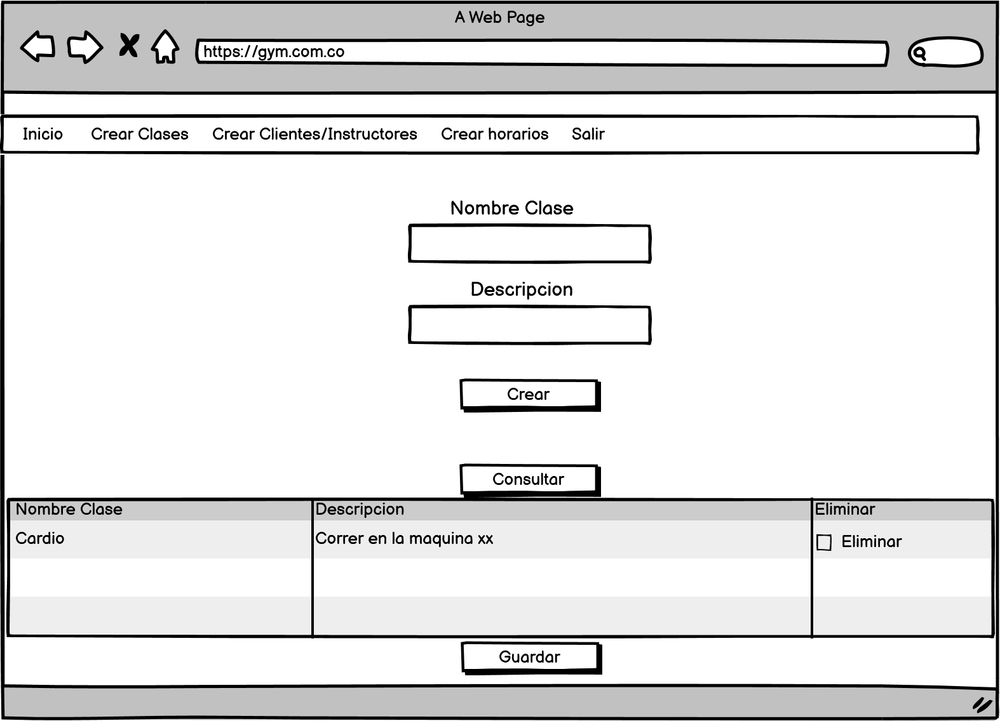 A Web Page
https://gym.com.co
Inicio Crear Clases Crear Clientes/Instructores Crear horarios Salir
Nombre Clase
Descripcion
Crear
Consultar
Nombre Clase Descripcion Eliminar
Cardio Correr en la maquina xx Eliminar
Guardar